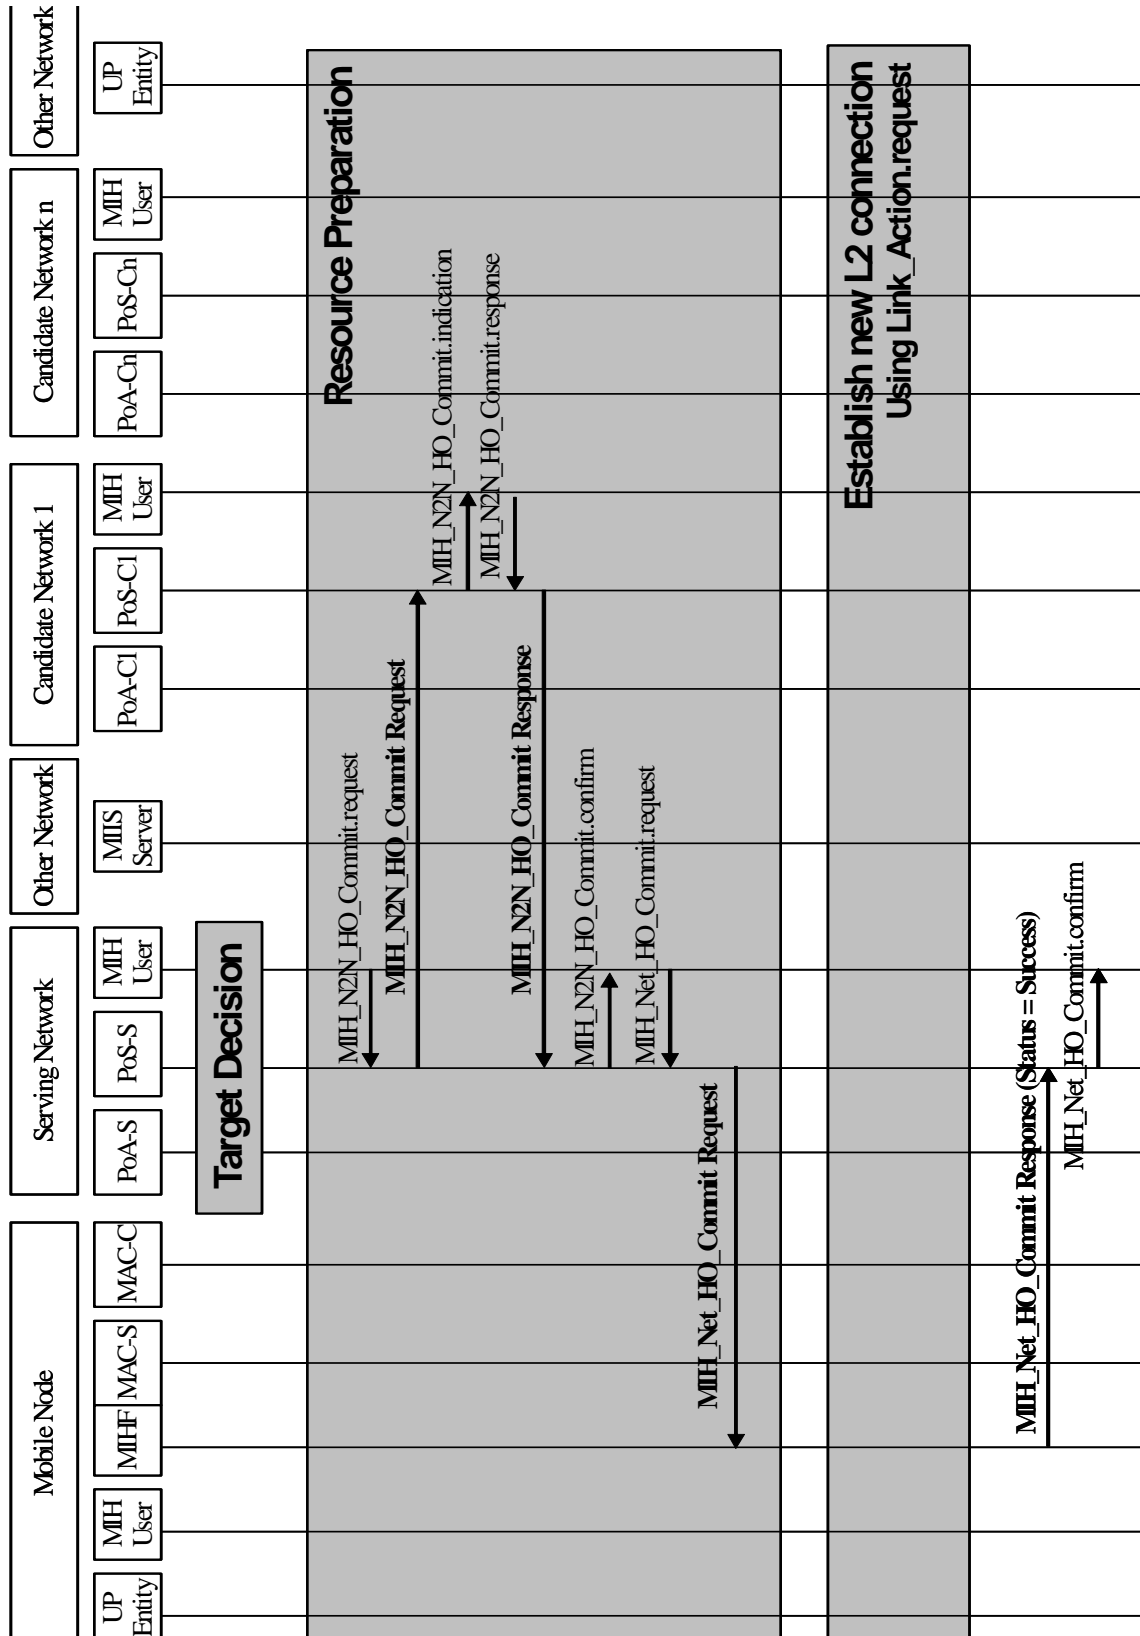 Mobile Node
Serving Network
Other Network
Candidate Network 1
Candidate Network n
Other Network
UP
Entity
MIH
User
MIHF
MAC-S
MAC-C
PoA-S
PoS-S
MIH
User
MIIS
Server
PoA-C1
PoS-C1
MIH
User
PoA-Cn
PoS-Cn
MIH
User
UP
Entity
Target Decision
Resource Preparation
MIH_N2N_HO_Commit.request
MIH_N2N_HO_Commit Request
MIH_N2N_HO_Commit.indication
MIH_N2N_HO_Commit.response
MIH_N2N_HO_Commit Response
MIH_N2N_HO_Commit.confirm
MIH_Net_HO_Commit.request
MIH_Net_HO_Commit Request
Establish new L2 connection
Using Link_Action.request
MIH_Net_HO_Commit Response (Status = Success)
MIH_Net_HO_Commit.confirm